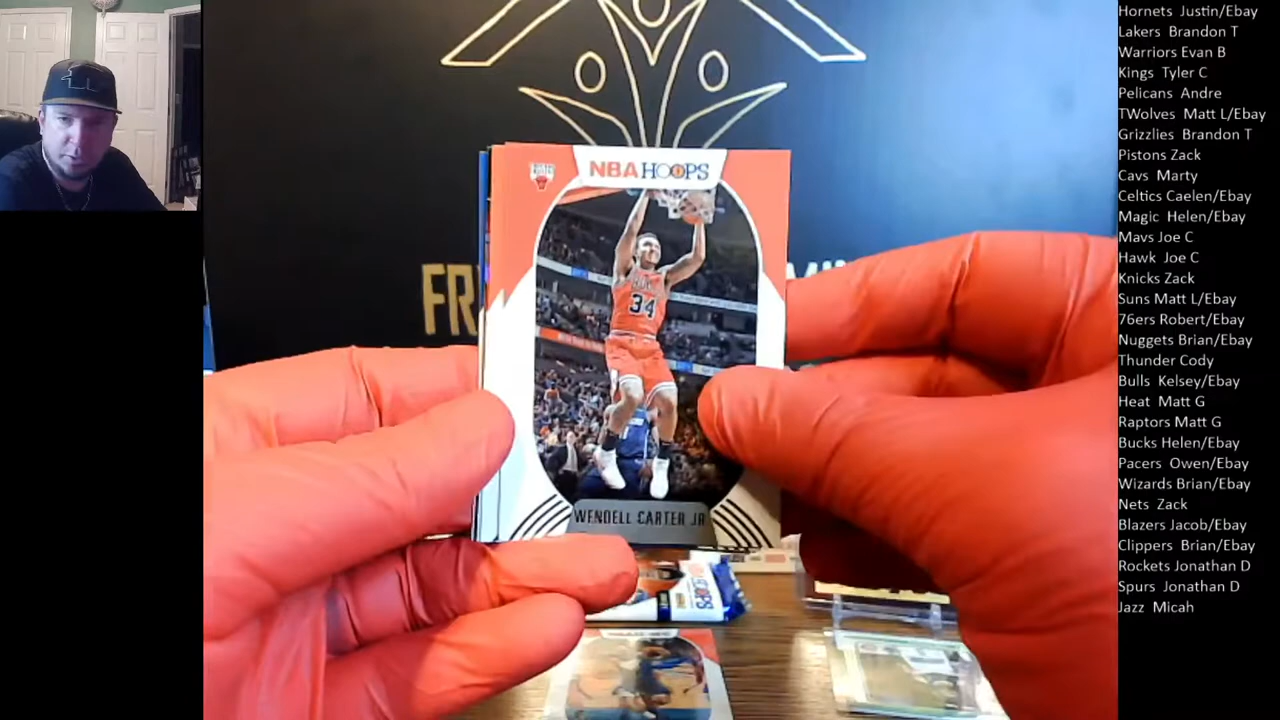 NBA HOOPS
34
WENDELL CARTER JR
FR
MI
HOOPS
Hornets Justin/Ebay
Lakers Brandon T
Warriors Evan B
Kings Tyler C
Pelicans Andre
TWolves Matt L/Ebay
Grizzlies Brandon T
Pistons Zack
Cavs Marty
Celtics Caelen/Ebay
Magic Helen/Ebay
Mavs Joe C
Hawk Joe C
Knicks Zack
Suns Matt L/Ebay
76ers Robert/Ebay
Nuggets Brian/Ebay
Thunder Cody
Bulls Kelsey/Ebay
Heat Matt G
Raptors Matt G
Bucks Helen/Ebay
Pacers Owen/Ebay
Wizards Brian/Ebay
Nets Zack
Blazers Jacob/Ebay
Clippers Brian/Ebay
Rockets Jonathan D
Spurs Jonathan D
Jazz Micah